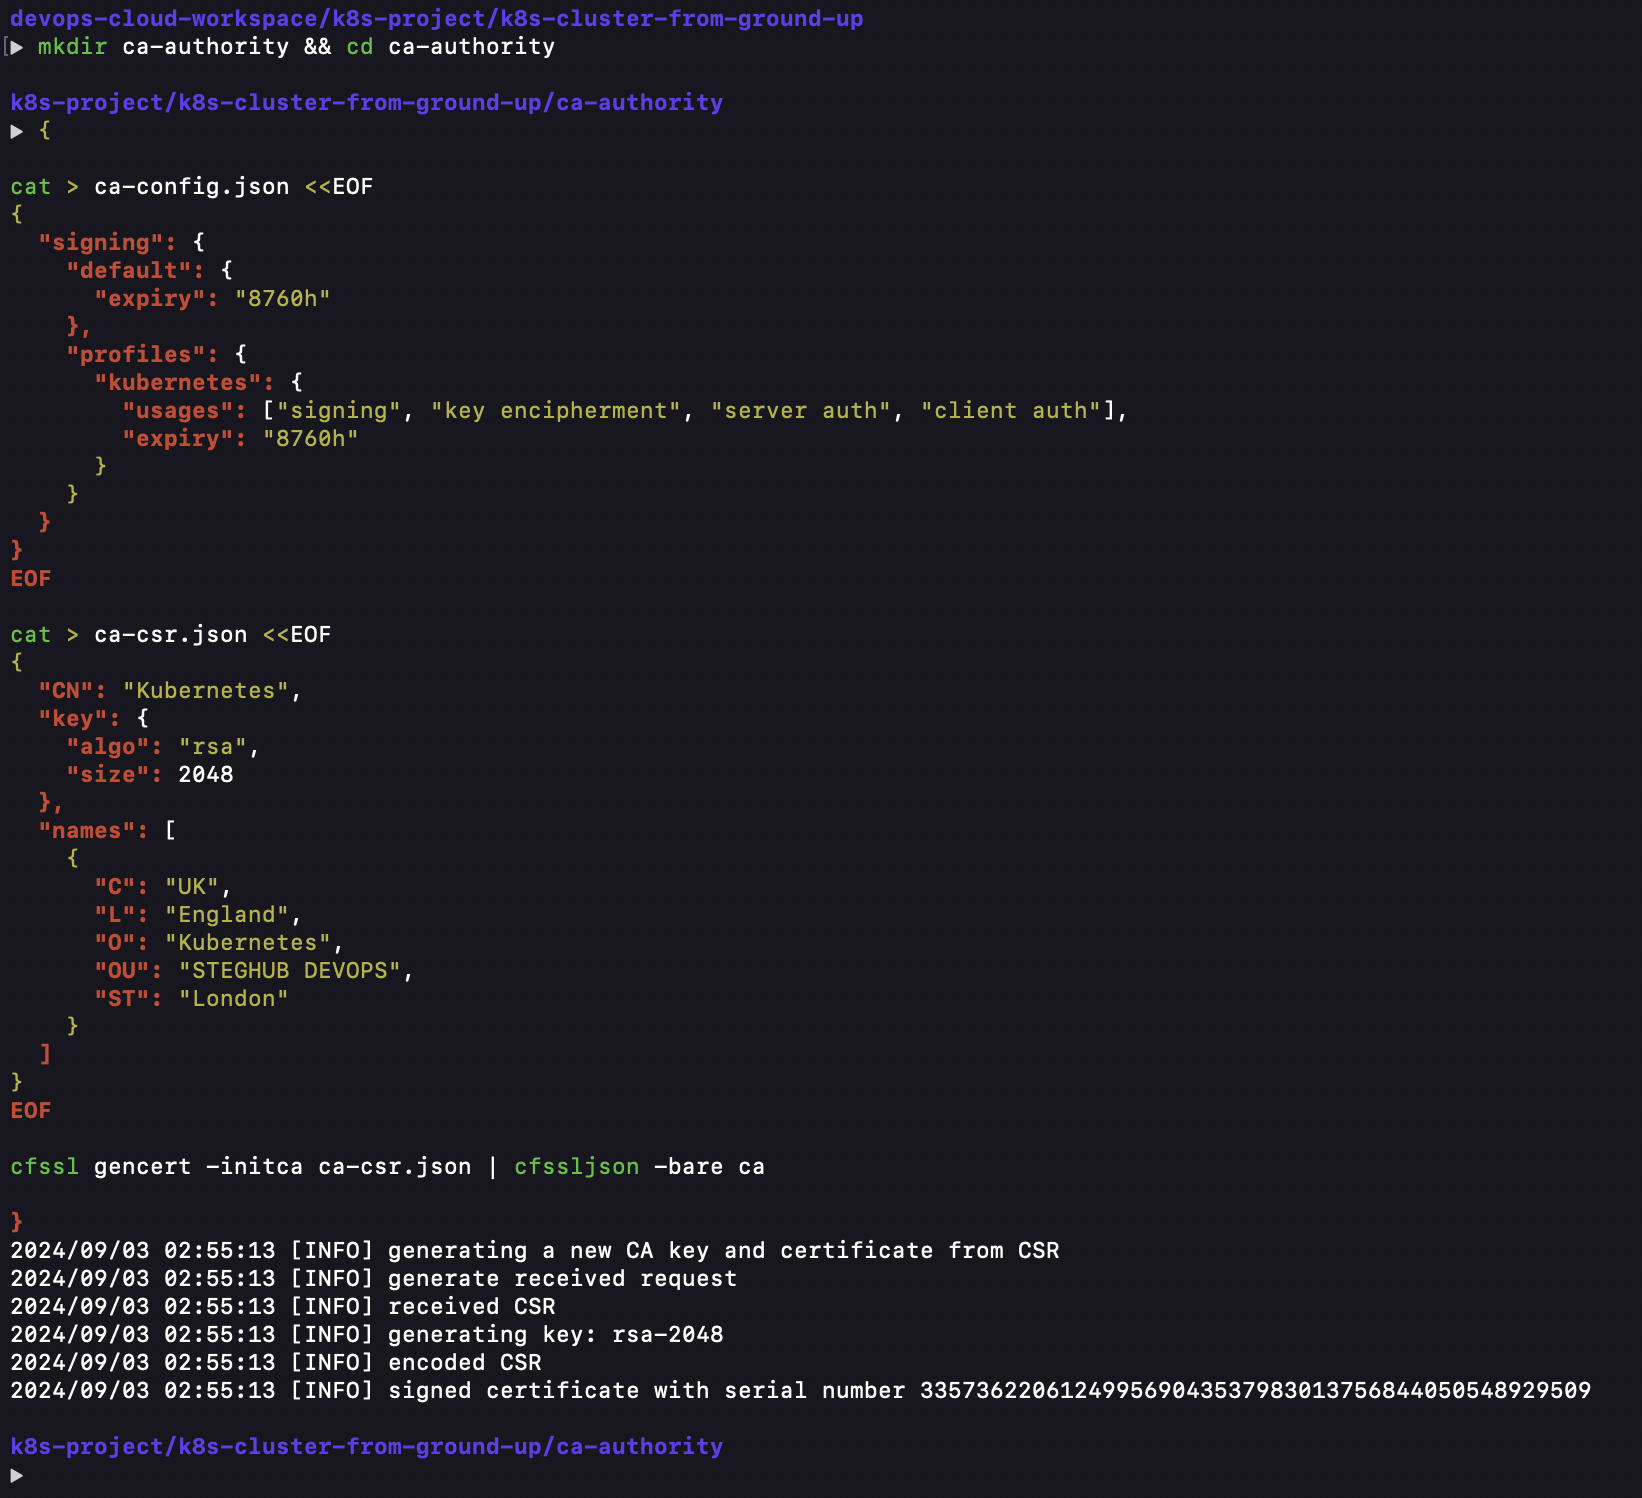 devops-cloud-workspace/k8s-project/k8s-cluster-from-ground-up
[▶ mkdir ca-authority && cd ca-authority

k8s-project/k8s-cluster-from-ground-up/ca-authority
▶ {

cat > ca-config.json <<EOF
{
  "signing": {
    "default": {
      "expiry": "8760h"
    },
    "profiles": {
      "kubernetes": {
        "usages": ["signing", "key encipherment", "server auth", "client auth"],
        "expiry": "8760h"
      }
    }
  }
}
EOF

cat > ca-csr.json <<EOF
{
  "CN": "Kubernetes",
  "key": {
    "algo": "rsa",
    "size": 2048
  },
  "names": [
    {
      "C": "UK",
      "L": "England",
      "O": "Kubernetes",
      "OU": "STEGHUB DEVOPS",
      "ST": "London"
    }
  ]
}
EOF

cfssl gencert -initca ca-csr.json | cfssljson -bare ca

}
2024/09/03 02:55:13 [INFO] generating a new CA key and certificate from CSR
2024/09/03 02:55:13 [INFO] generate received request
2024/09/03 02:55:13 [INFO] received CSR
2024/09/03 02:55:13 [INFO] generating key: rsa-2048
2024/09/03 02:55:13 [INFO] encoded CSR
2024/09/03 02:55:13 [INFO] signed certificate with serial number 335736220612499569043537983013756844050548929509

k8s-project/k8s-cluster-from-ground-up/ca-authority
▶